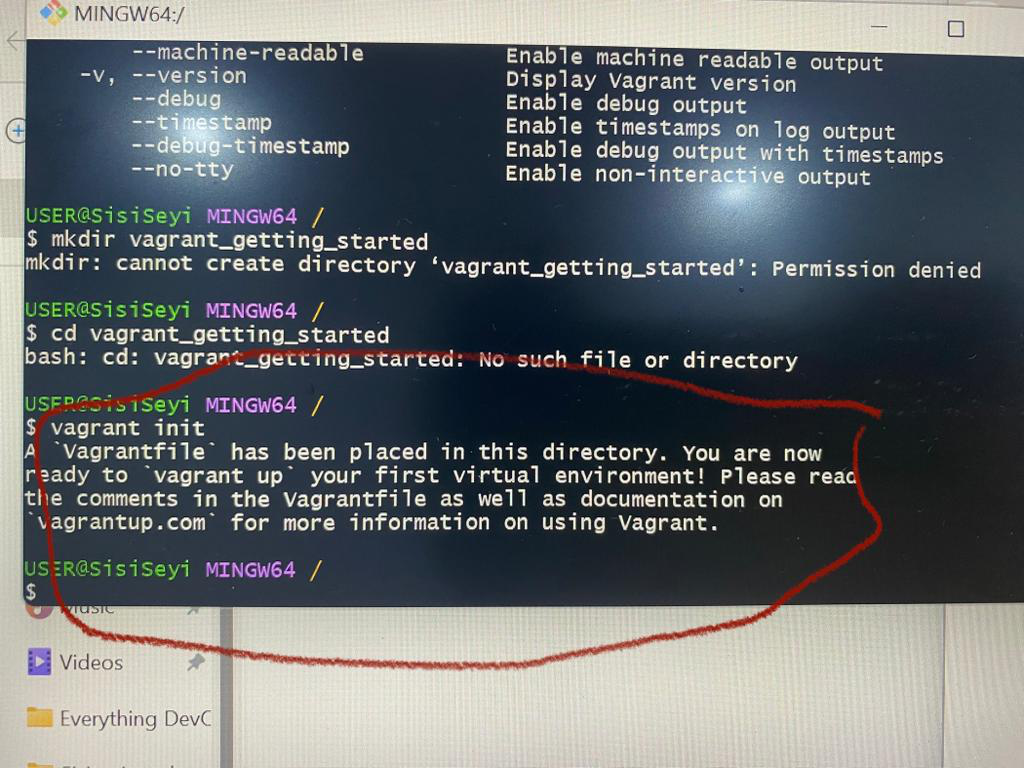 MINGW64:/
--machine-readable Enable machine readable output
-v, --version Display Vagrant version
--debug Enable debug output
--timestamp Enable timestamps on log output
--debug-timestamp Enable debug output with timestamps
--no-tty Enable non-interactive output
USER@SisiSeyi MINGW64 /
$ mkdir vagrant_getting_started
mkdir: cannot create directory ‘vagrant_getting_started’: Permission denied
USER@SisiSeyi MINGW64 /
$ cd vagrant_getting_started
bash: cd: vagrant_getting_started: No such file or directory
USER@SisiSeyi MINGW64 /
$ vagrant init
A `Vagrantfile` has been placed in this directory. You are now
ready to `vagrant up` your first virtual environment! Please read
the comments in the Vagrantfile as well as documentation on
`vagrantup.com` for more information on using Vagrant.
USER@SisiSeyi MINGW64 /
$
Music
Videos
Everything DevO